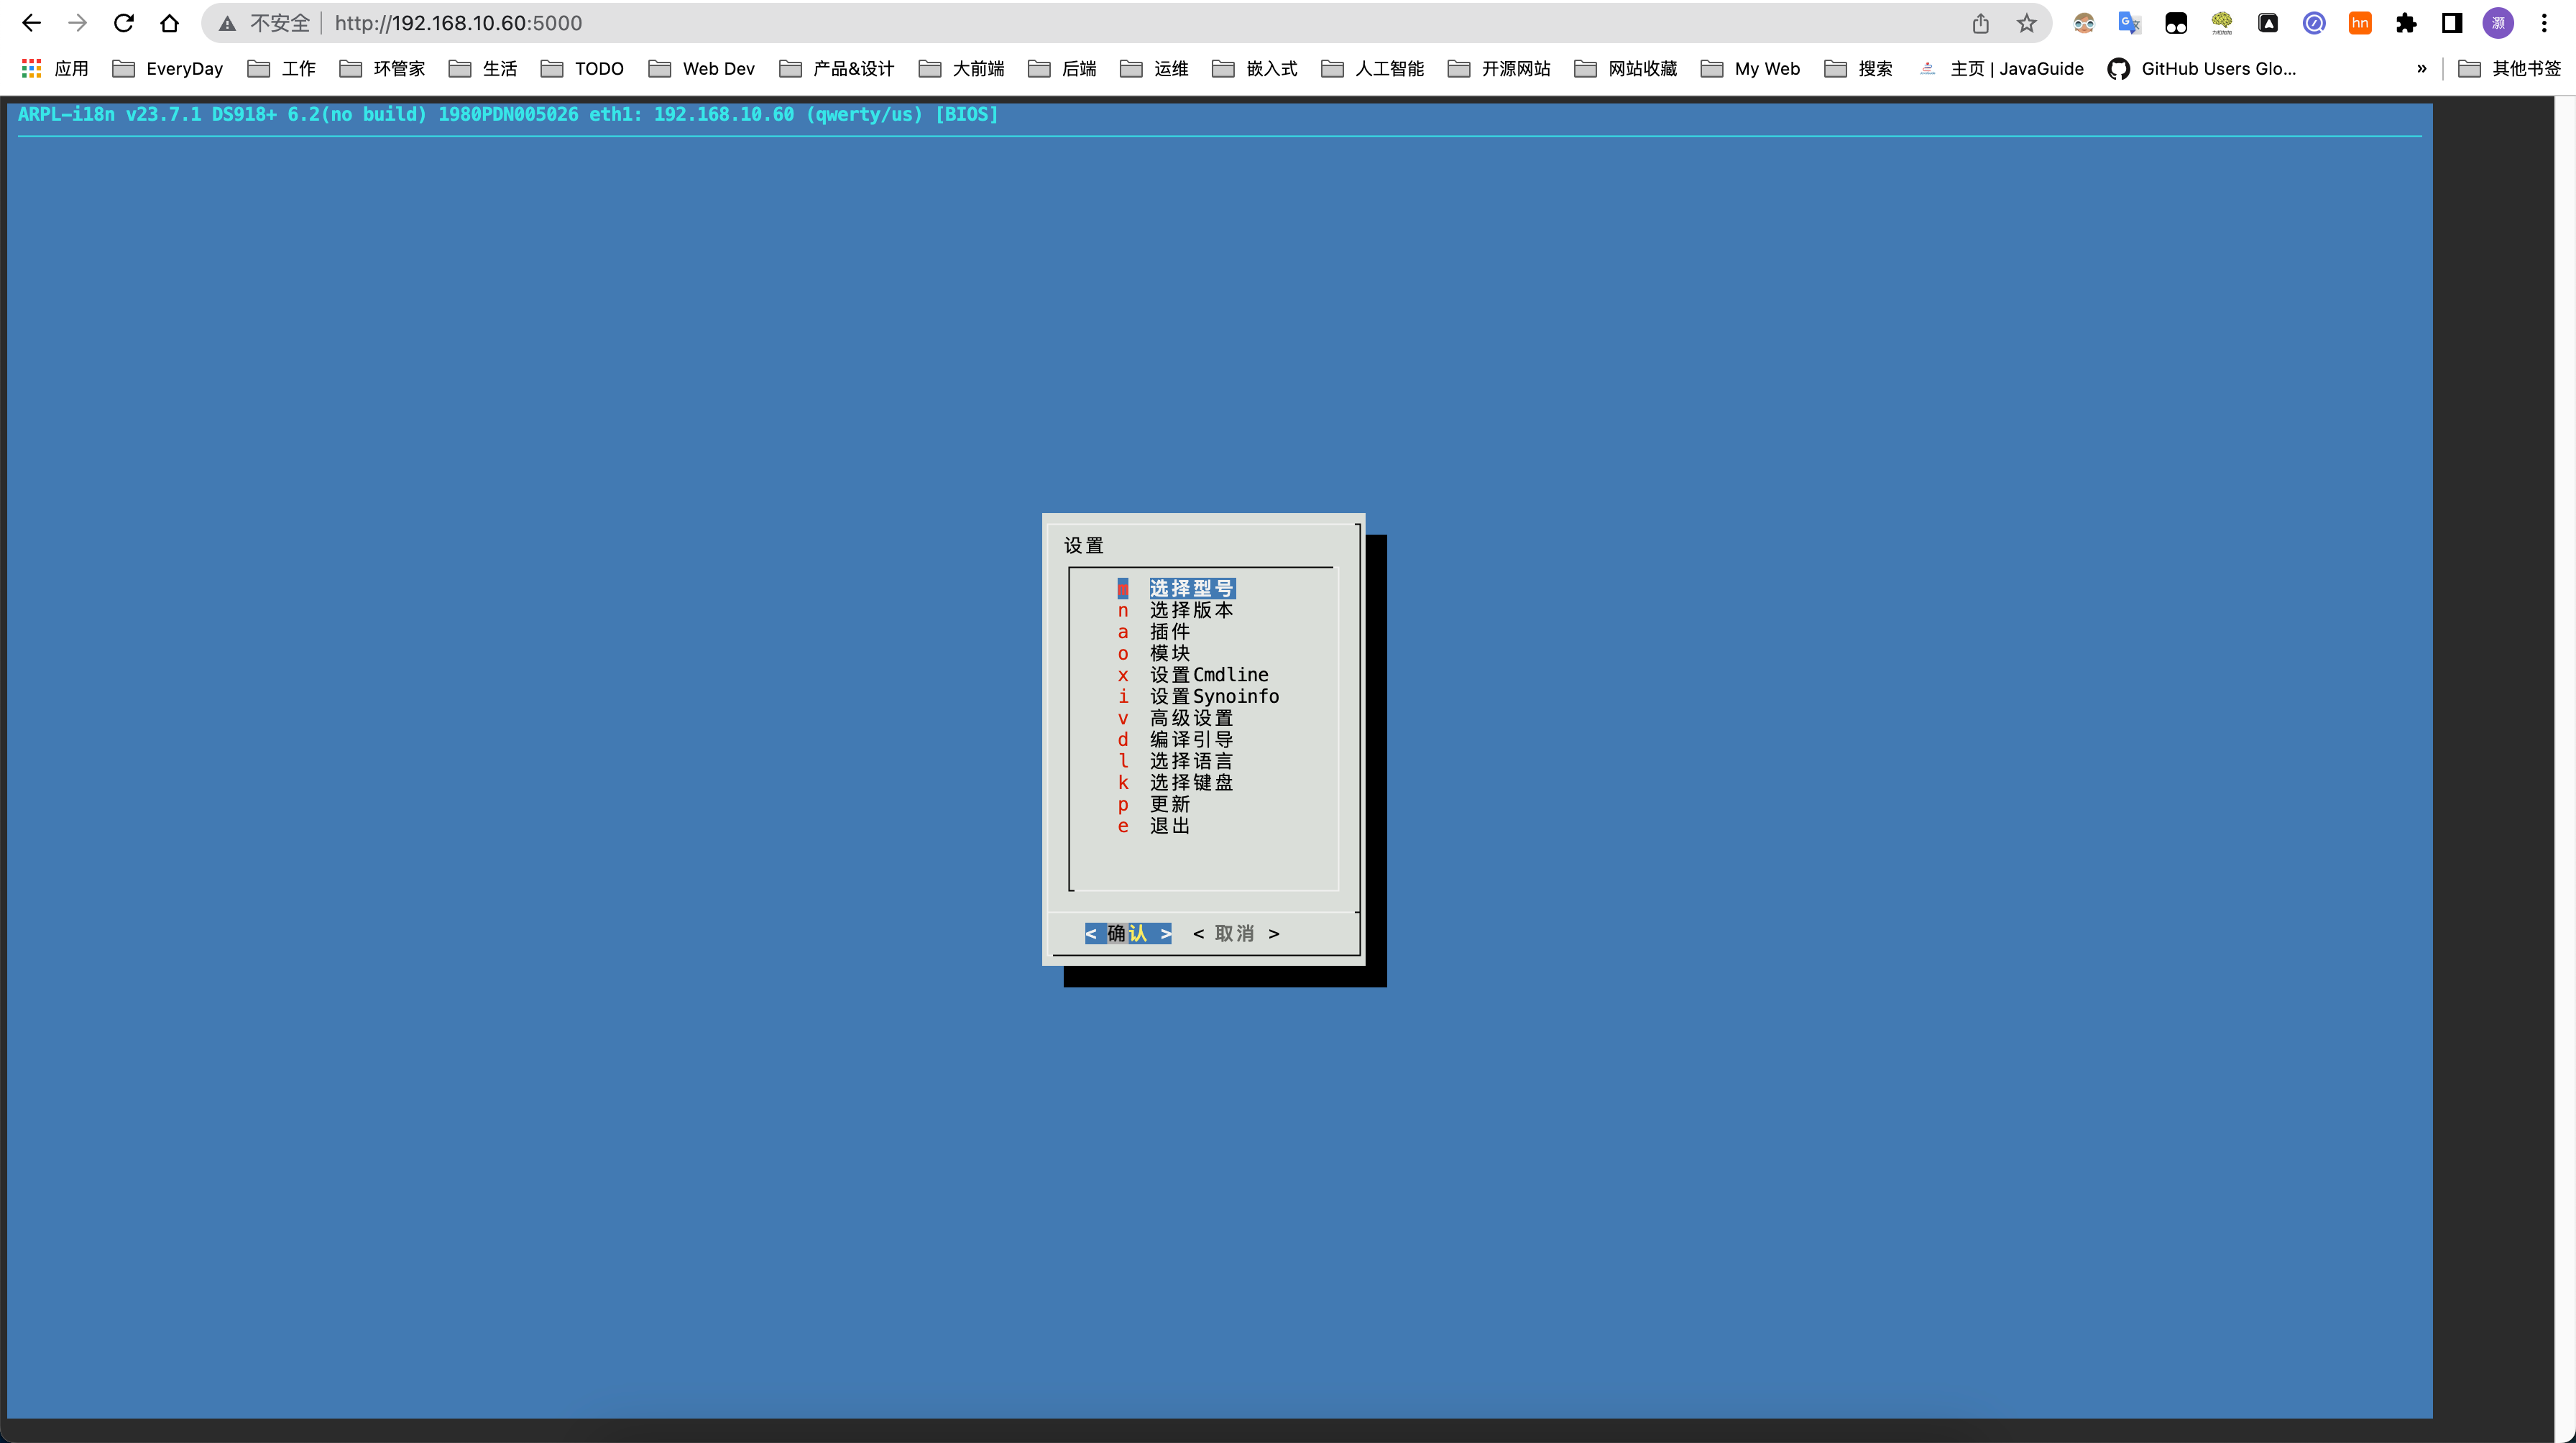 不安全 http://192.168.10.60:5000 hn 灏
应用 EveryDay 工作 环管家 生活 TODO Web Dev 产品&设计 大前端 后端 运维 嵌入式 人工智能 开源网站 网站收藏 My Web 搜索 主页 | JavaGuide GitHub Users Glo... » 其他书签
ARPL-i18n v23.7.1 DS918+ 6.2(no build) 1980PDN005026 eth1: 192.168.10.60 (qwerty/us) [BIOS]
设置
选择型号
n 选择版本
a 插件
o 模块
x 设置Cmdline
i 设置Synoinfo
v 高级设置
d 编译引导
l 选择语言
k 选择键盘
p 更新
e 退出
< 确认 > < 取消 >